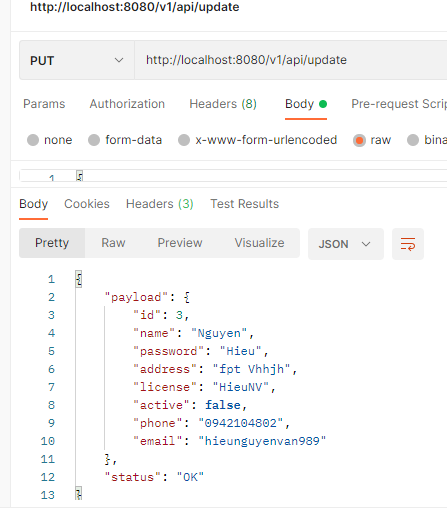 http://localhost:8080/v1/api/update
PUT http://localhost:8080/v1/api/update
Params Authorization Headers (8) Body Pre-request Scrip
none form-data x-www-form-urlencoded raw bina
1 {
Body Cookies Headers (3) Test Results
Pretty Raw Preview Visualize JSON
1 {
2 "payload": {
3 "id": 3,
4 "name": "Nguyen",
5 "password": "Hieu",
6 "address": "fpt Vhhjh",
7 "license": "HieuNV",
8 "active": false,
9 "phone": "0942104802",
10 "email": "hieunguyenvan989"
11 },
12 "status": "OK"
13 }